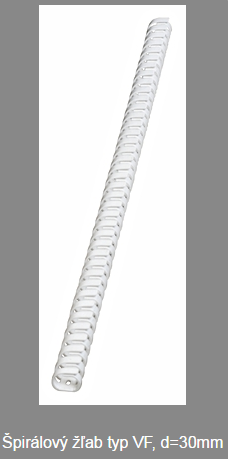 Špirálový žľab typ VF, d=30mm